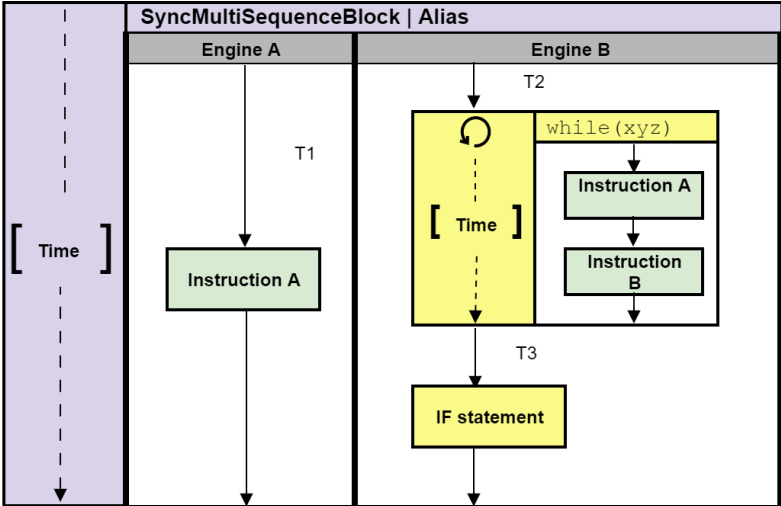 SyncMultiSequenceBlock | Alias
Engine A
Engine B
T2
while(xyz)
T1
Instruction A
[ Time ]
[ Time ]
Instruction A
Instruction
B
T3
IF statement